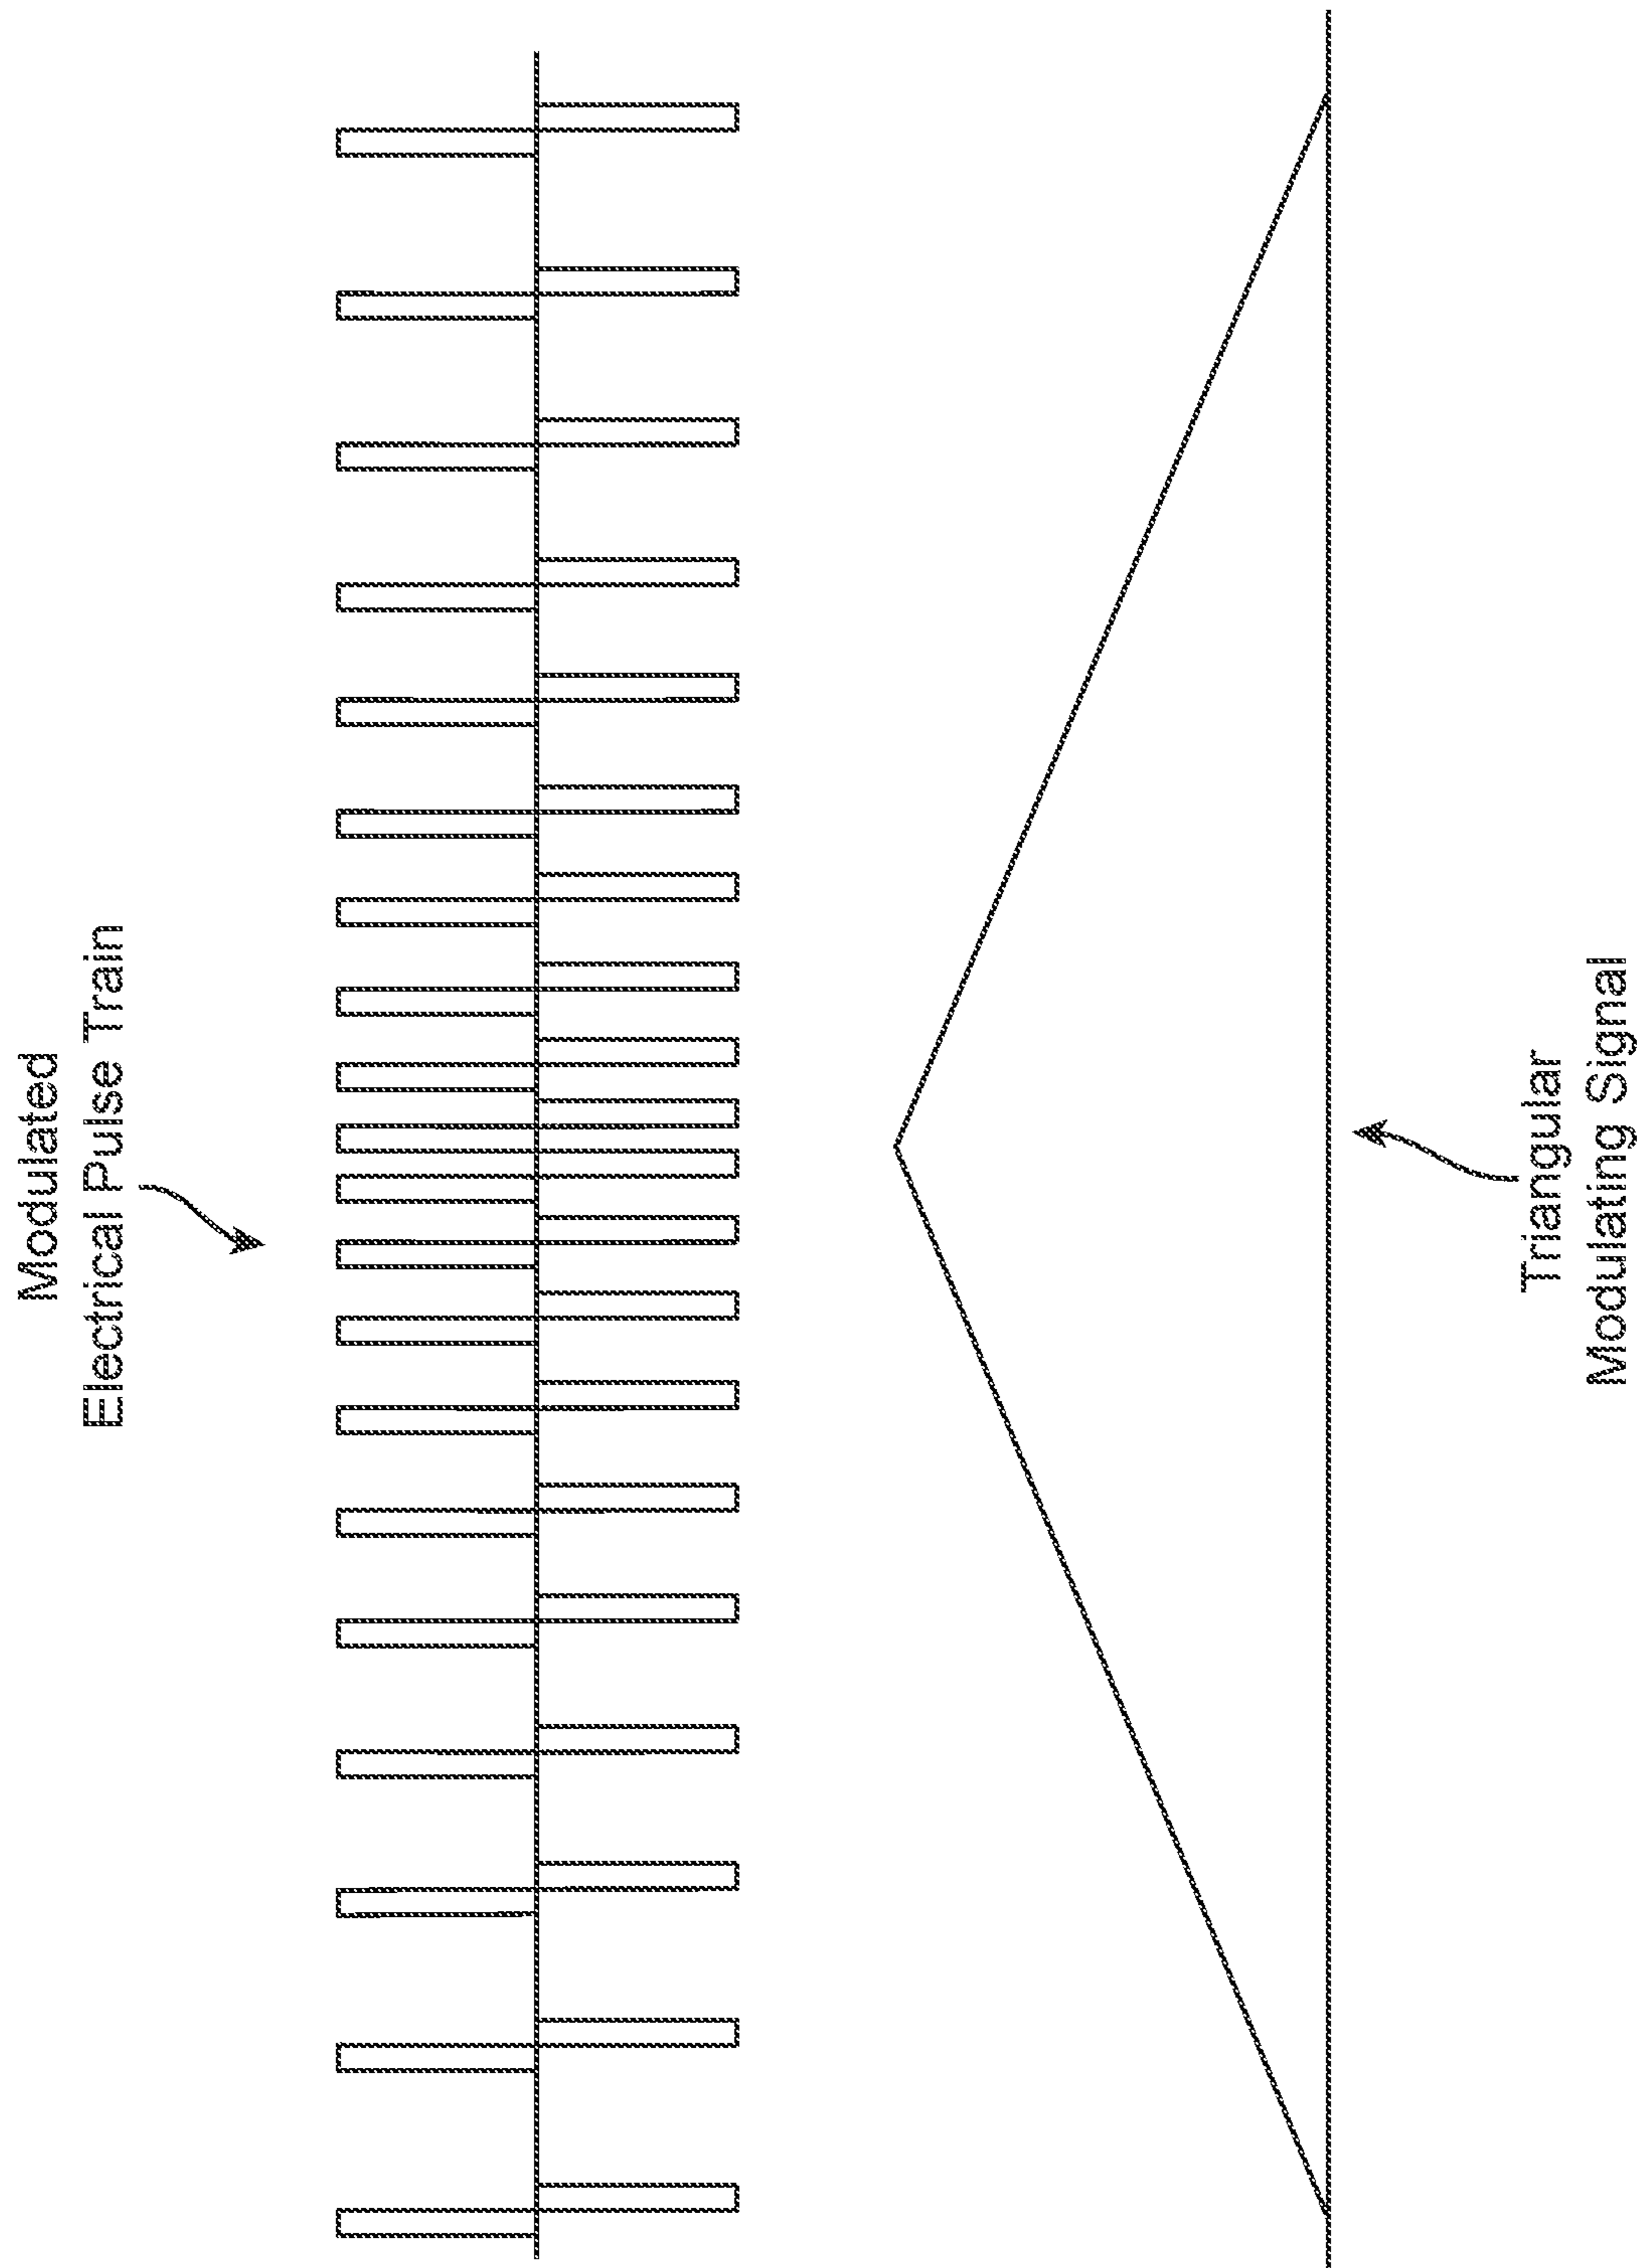 Modulated
Electrical Pulse Train
Triangular
Modulating Signal